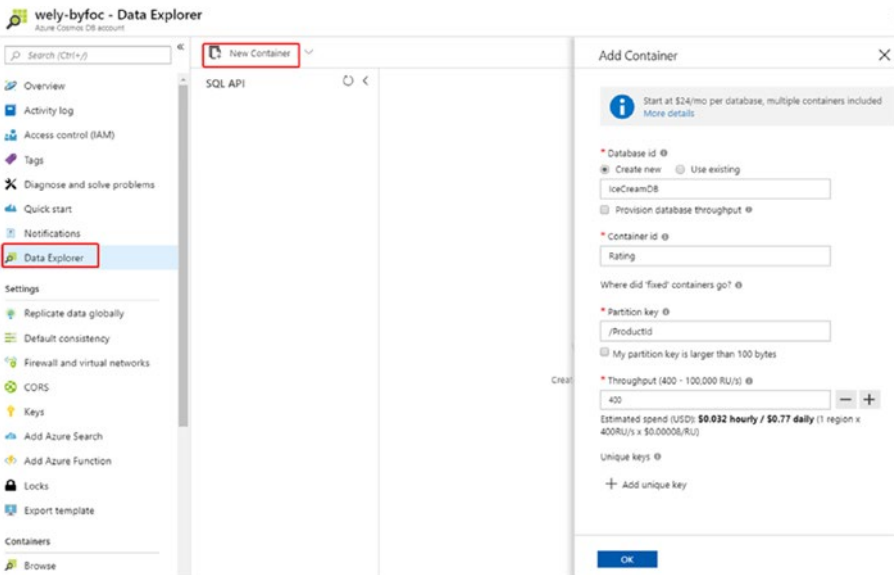 wely-byfoc - Data Explorer
Azure Cosmos DB account
Search (Ctrl+/)
Overview
Activity log
Access control (IAM)
Tags
Diagnose and solve problems
Quick start
Notifications
Data Explorer
Settings
Replicate data globally
Default consistency
Firewall and virtual networks
CORS
Keys
Add Azure Search
Add Azure Function
Locks
Export template
Containers
Browse
New Container
SQL API
Creat
Add Container
Start at $24/mo per database, multiple containers included
More details
* Database id
Create new Use existing
IceCreamDB
Provision database throughput
* Container id
Rating
Where did 'fixed' containers go?
* Partition key
/ProductId
My partition key is larger than 100 bytes
* Throughput (400 - 100,000 RU/s)
400
Estimated spend (USD): $0.032 hourly / $0.77 daily (1 region x
400RU/s x $0.00008/RU)
Unique keys
Add unique key
OK